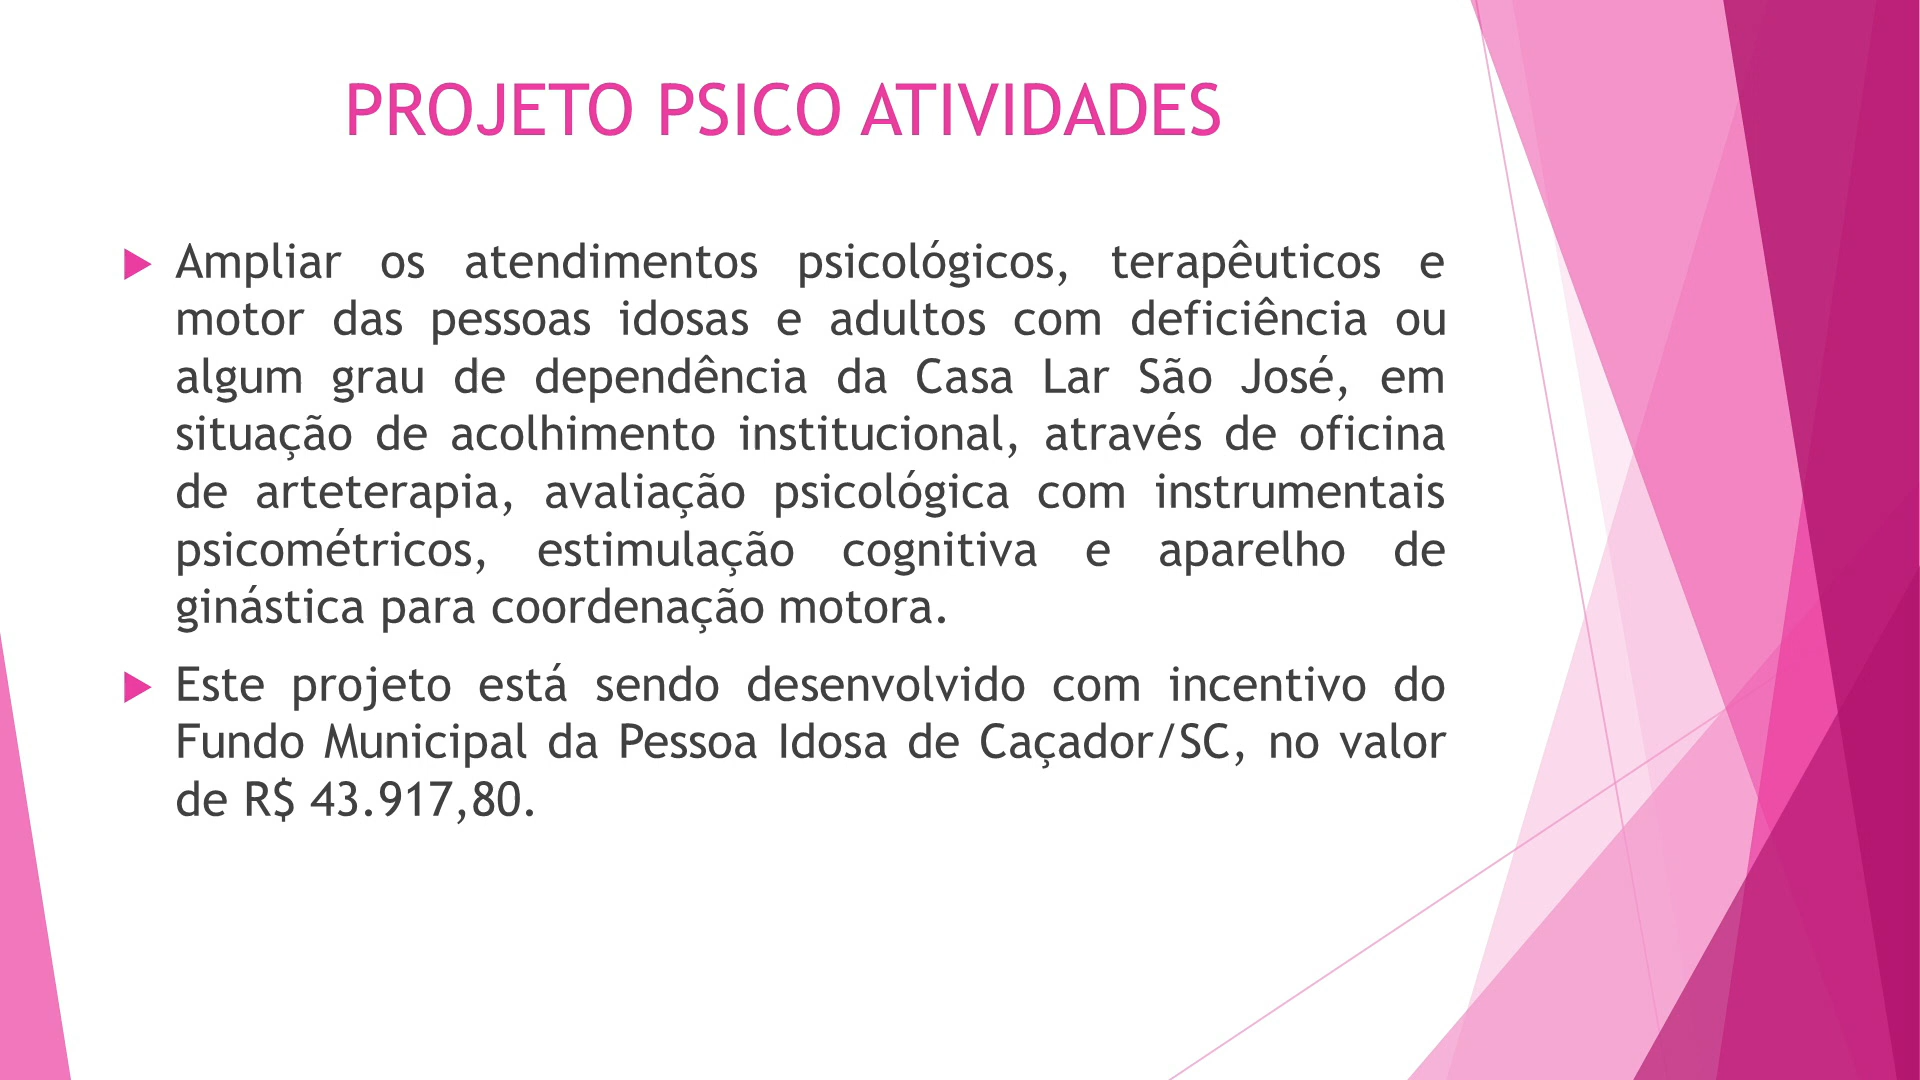 PROJETO PSICO ATIVIDADES
Ampliar os atendimentos psicológicos, terapêuticos e
motor das pessoas idosas e adultos com deficiência ou
algum grau de dependência da Casa Lar São José, em
situação de acolhimento institucional, através de oficina
de arteterapia, avaliação psicológica com instrumentais
psicométricos, estimulação cognitiva e aparelho de
ginástica para coordenação motora.
Este projeto está sendo desenvolvido com incentivo do
Fundo Municipal da Pessoa Idosa de Caçador/SC, no valor
de R$ 43.917,80.